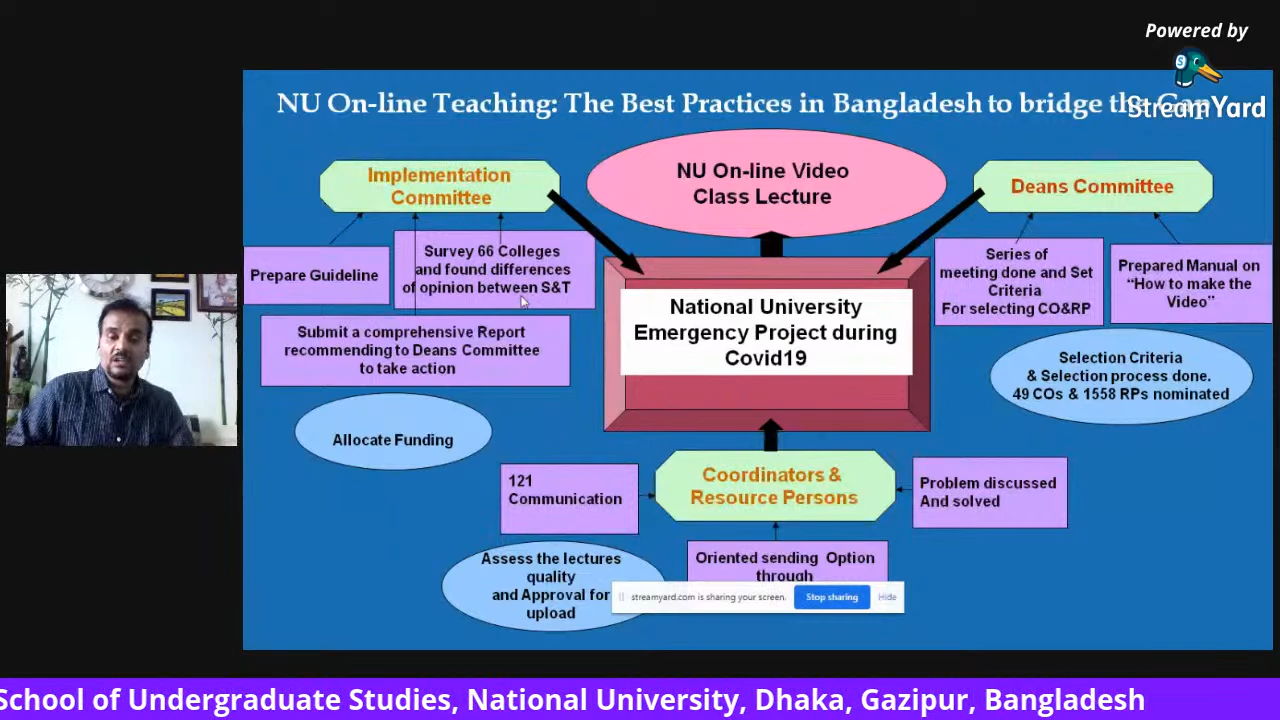 Powered by
StreamYard
NU On-line Teaching: The Best Practices in Bangladesh to bridge the Gap
Implementation
Committee
NU On-line Video
Class Lecture
Deans Committee
Prepare Guideline
Survey 66 Colleges
and found differences
of opinion between S&T
Series of
meeting done and Set
Criteria
For selecting CO&RP
Prepared Manual on
“How to make the
Video”
National University
Emergency Project during
Covid19
Submit a comprehensive Report
recommending to Deans Committee
to take action
Selection Criteria
& Selection process done.
49 COs & 1558 RPs nominated
Allocate Funding
121
Communication
Coordinators &
Resource Persons
Problem discussed
And solved
Assess the lectures
quality
and Approval for
upload
Oriented sending Option
through
streamyard.com is sharing your screen.
Stop sharing
Hide
School of Undergraduate Studies, National University, Dhaka, Gazipur, Bangladesh